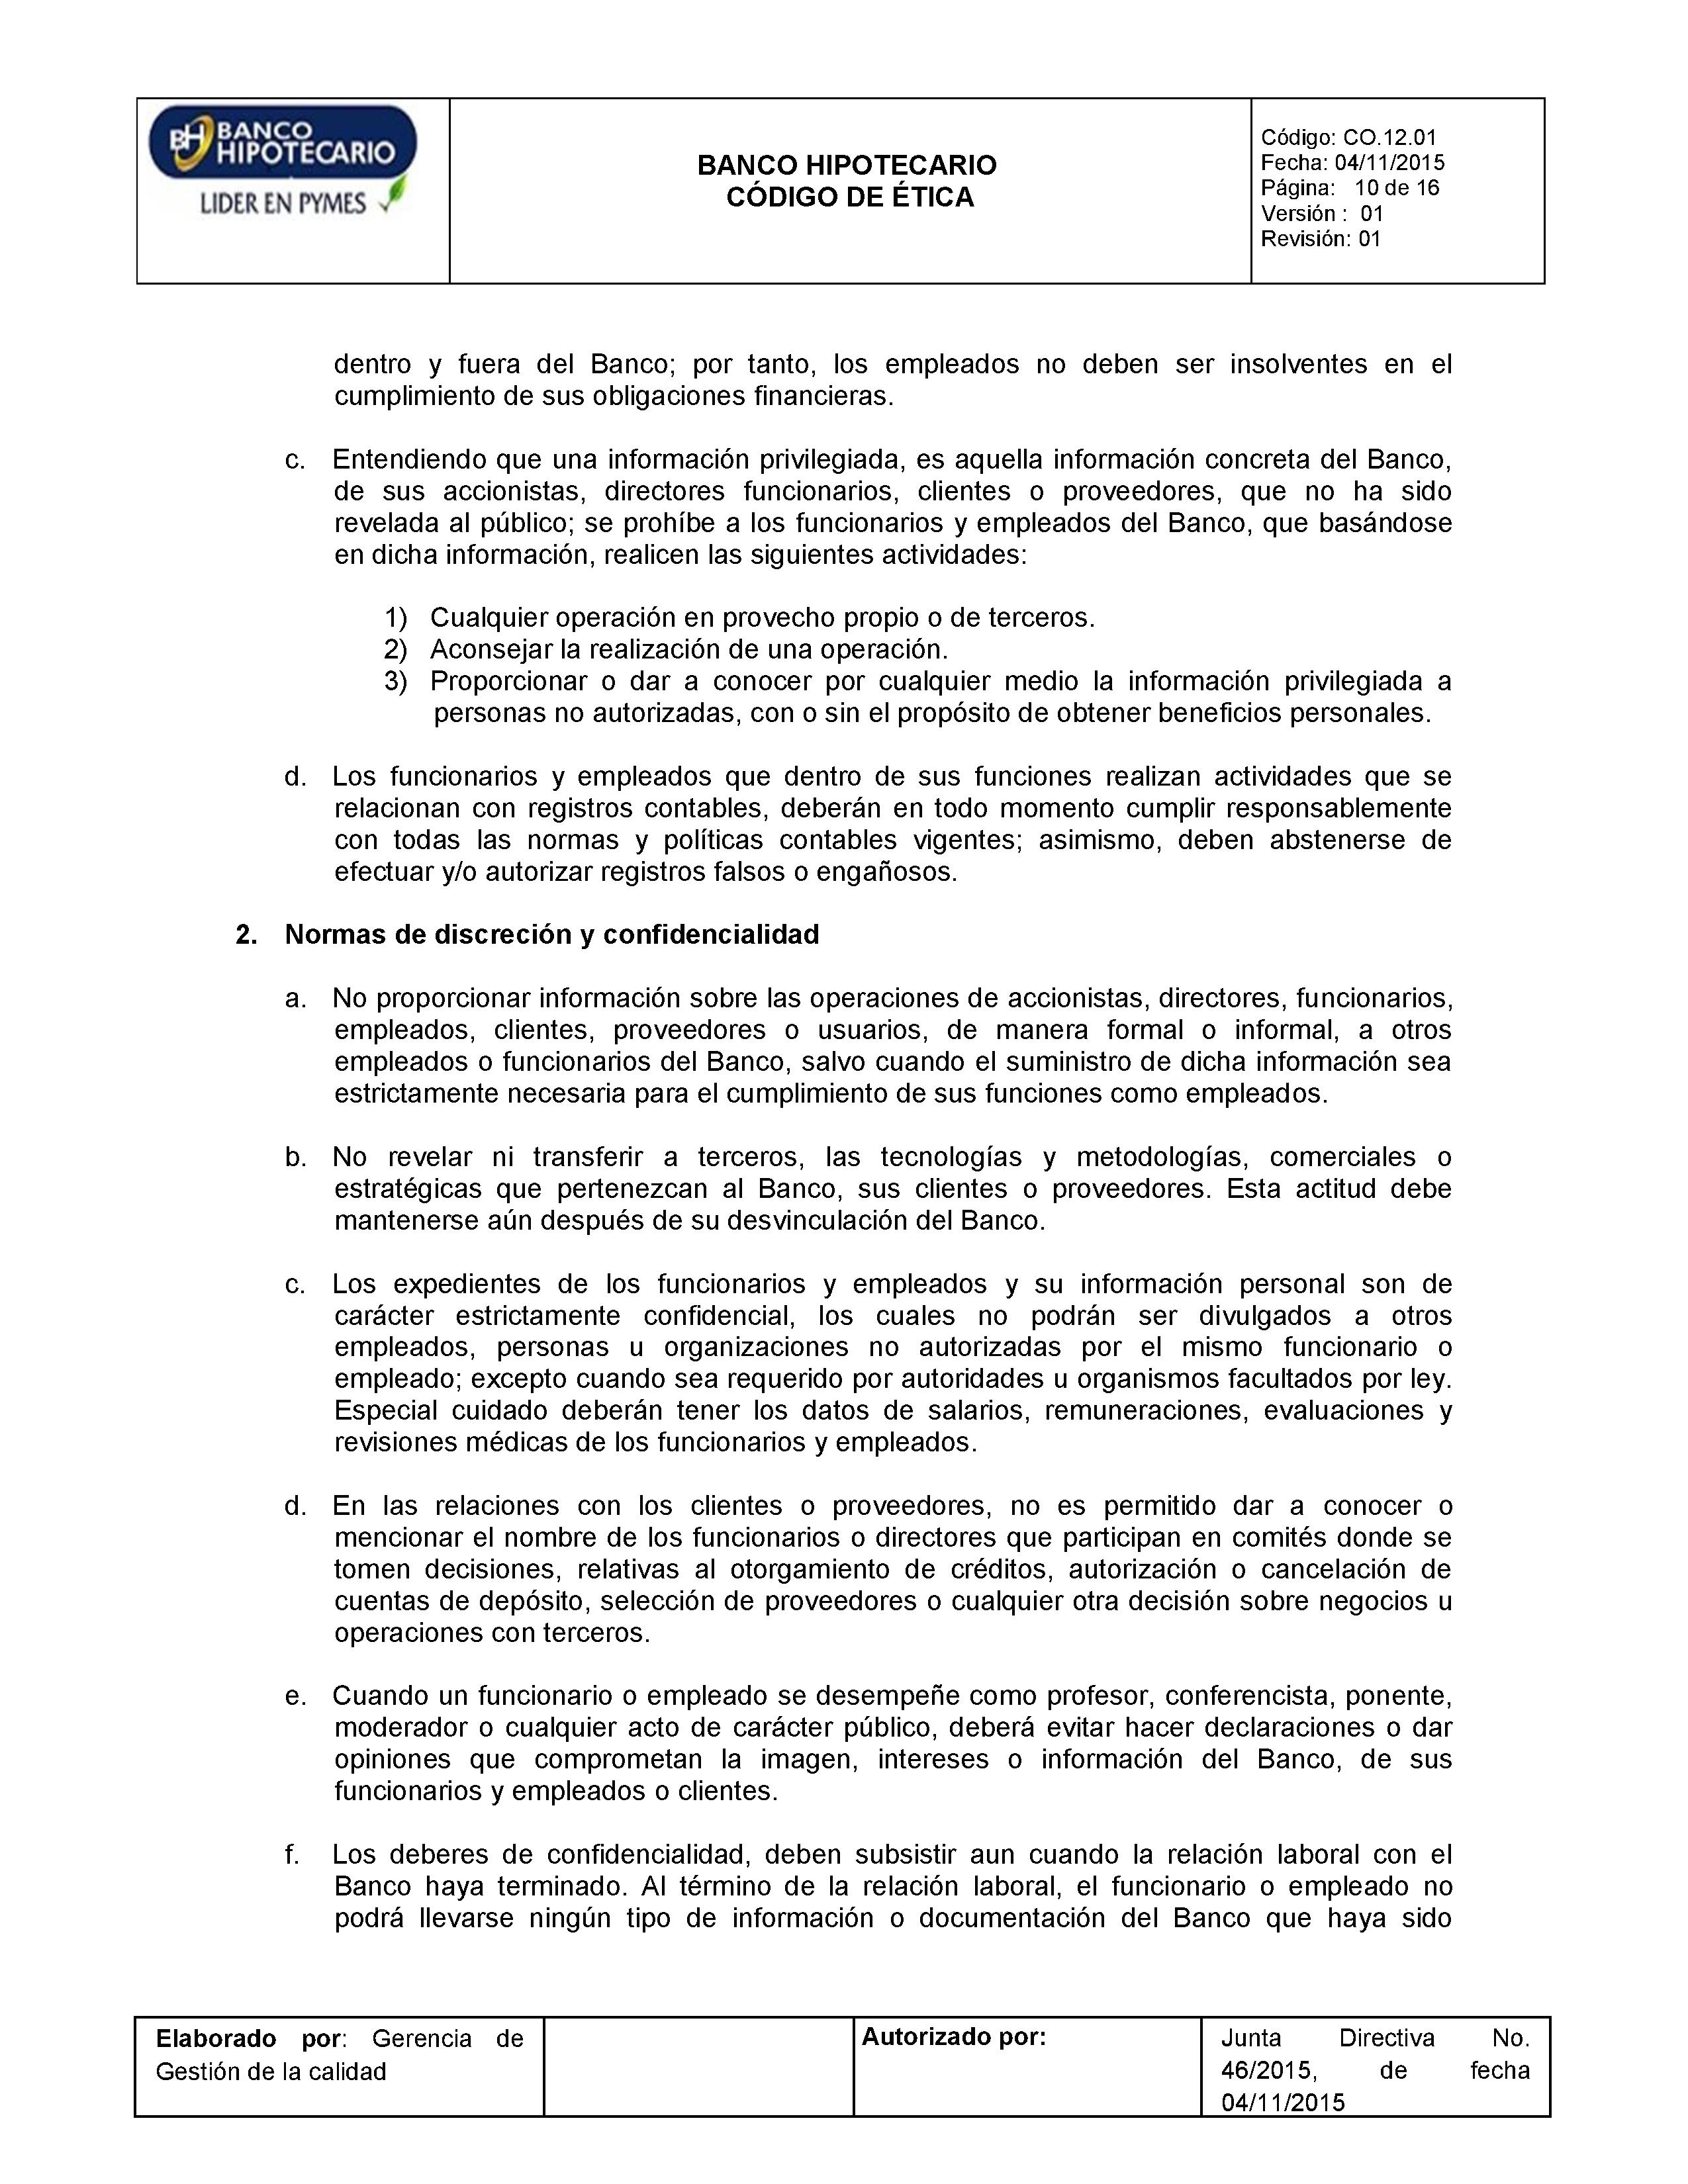 BH BANCO
HIPOTECARIO
LIDER EN PYMES
BANCO HIPOTECARIO
CÓDIGO DE ÉTICA
Código: CO.12.01
Fecha: 04/11/2015
Página: 10 de 16
Versión : 01
Revisión: 01
dentro y fuera del Banco; por tanto, los empleados no deben ser insolventes en el
cumplimiento de sus obligaciones financieras.
c. Entendiendo que una información privilegiada, es aquella información concreta del Banco,
de sus accionistas, directores funcionarios, clientes o proveedores, que no ha sido
revelada al público; se prohíbe a los funcionarios y empleados del Banco, que basándose
en dicha información, realicen las siguientes actividades:
1) Cualquier operación en provecho propio o de terceros.
2) Aconsejar la realización de una operación.
3) Proporcionar o dar a conocer por cualquier medio la información privilegiada a
personas no autorizadas, con o sin el propósito de obtener beneficios personales.
d. Los funcionarios y empleados que dentro de sus funciones realizan actividades que se
relacionan con registros contables, deberán en todo momento cumplir responsablemente
con todas las normas y políticas contables vigentes; asimismo, deben abstenerse de
efectuar y/o autorizar registros falsos o engañosos.
2. Normas de discreción y confidencialidad
a. No proporcionar información sobre las operaciones de accionistas, directores, funcionarios,
empleados, clientes, proveedores o usuarios, de manera formal o informal, a otros
empleados o funcionarios del Banco, salvo cuando el suministro de dicha información sea
estrictamente necesaria para el cumplimiento de sus funciones como empleados.
b. No revelar ni transferir a terceros, las tecnologías y metodologías, comerciales o
estratégicas que pertenezcan al Banco, sus clientes o proveedores. Esta actitud debe
mantenerse aún después de su desvinculación del Banco.
c. Los expedientes de los funcionarios y empleados y su información personal son de
carácter estrictamente confidencial, los cuales no podrán ser divulgados a otros
empleados, personas u organizaciones no autorizadas por el mismo funcionario o
empleado; excepto cuando sea requerido por autoridades u organismos facultados por ley.
Especial cuidado deberán tener los datos de salarios, remuneraciones, evaluaciones y
revisiones médicas de los funcionarios y empleados.
d. En las relaciones con los clientes o proveedores, no es permitido dar a conocer o
mencionar el nombre de los funcionarios o directores que participan en comités donde se
tomen decisiones, relativas al otorgamiento de créditos, autorización o cancelación de
cuentas de depósito, selección de proveedores o cualquier otra decisión sobre negocios u
operaciones con terceros.
e. Cuando un funcionario o empleado se desempeñe como profesor, conferencista, ponente,
moderador o cualquier acto de carácter público, deberá evitar hacer declaraciones o dar
opiniones que comprometan la imagen, intereses o información del Banco, de sus
funcionarios y empleados o clientes.
f. Los deberes de confidencialidad, deben subsistir aun cuando la relación laboral con el
Banco haya terminado. Al término de la relación laboral, el funcionario o empleado no
podrá llevarse ningún tipo de información o documentación del Banco que haya sido
Elaborado por: Gerencia de
Gestión de la calidad
Autorizado por:
Junta Directiva No.
46/2015, de fecha
04/11/2015